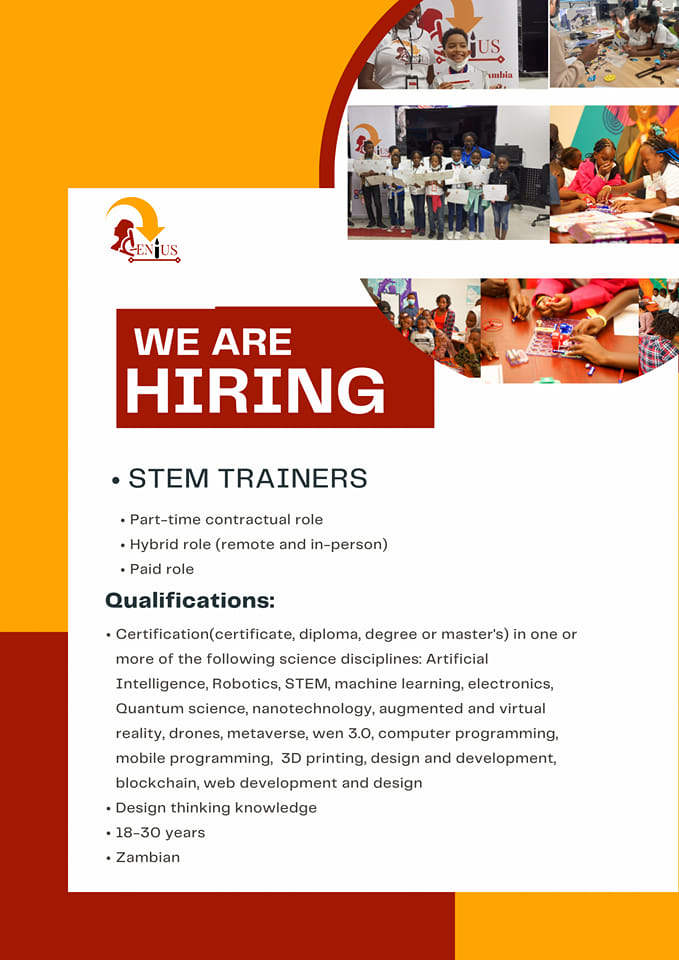 GENIUS
US
mbia
GENIUS
WE ARE
HIRING
• STEM TRAINERS
• Part-time contractual role
• Hybrid role (remote and in-person)
• Paid role
Qualifications:
• Certification(certificate, diploma, degree or master's) in one or
more of the following science disciplines: Artificial
Intelligence, Robotics, STEM, machine learning, electronics,
Quantum science, nanotechnology, augmented and virtual
reality, drones, metaverse, wen 3.0, computer programming,
mobile programming, 3D printing, design and development,
blockchain, web development and design
• Design thinking knowledge
• 18-30 years
• Zambian